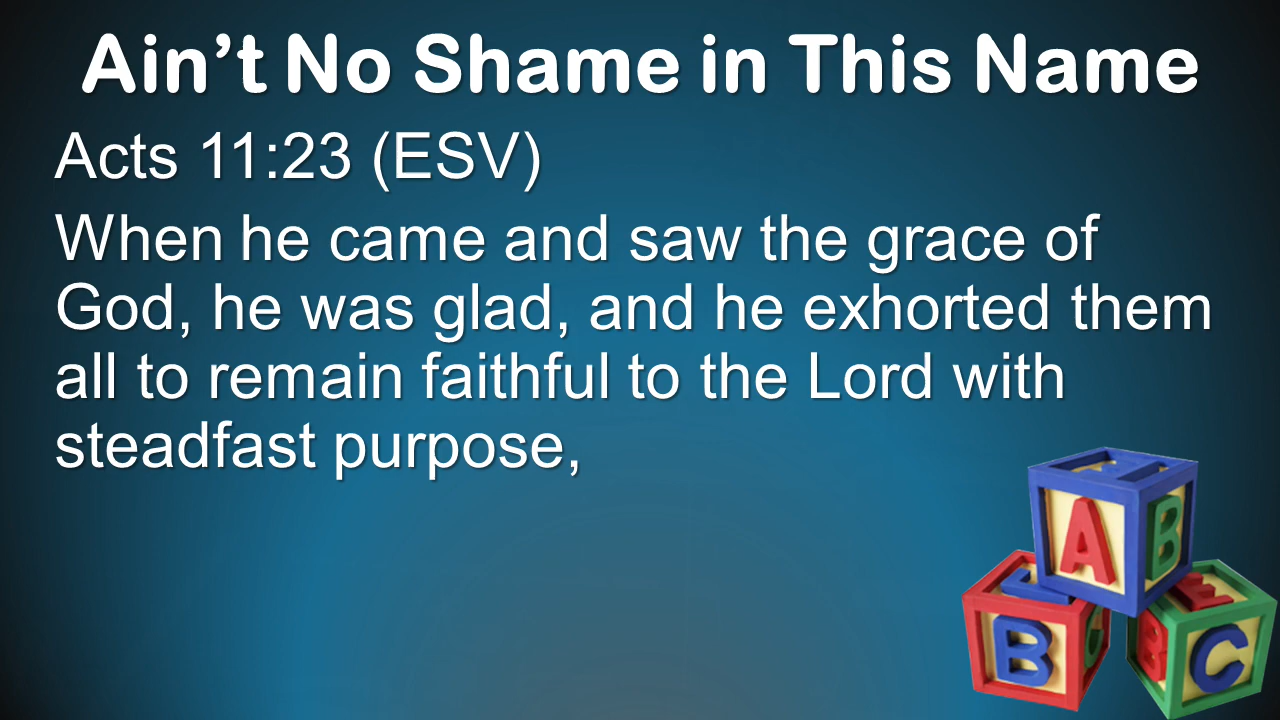 Ain’t No Shame in This Name
Acts 11:23 (ESV)
When he came and saw the grace of
God, he was glad, and he exhorted them
all to remain faithful to the Lord with
steadfast purpose,
A B
B
C